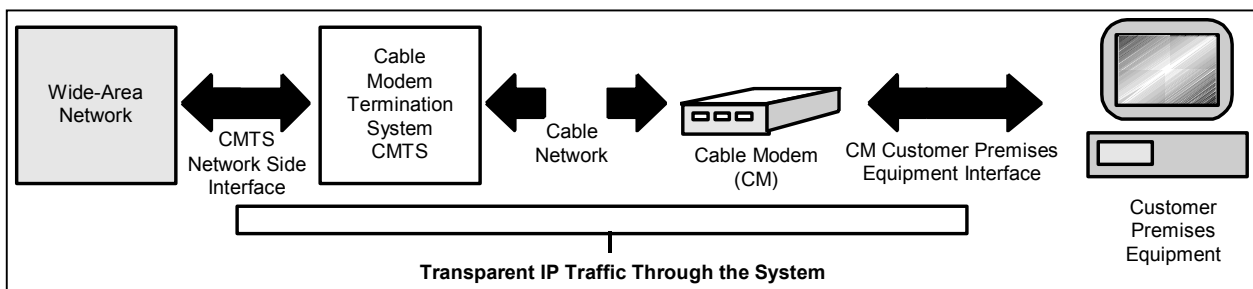 Wide-Area
Network
CMTS
Network Side
Interface
Cable
Modem
Termination
System
CMTS
Cable
Network
Cable Modem
(CM)
CM Customer Premises
Equipment Interface
Customer
Premises
Equipment
Transparent IP Traffic Through the System